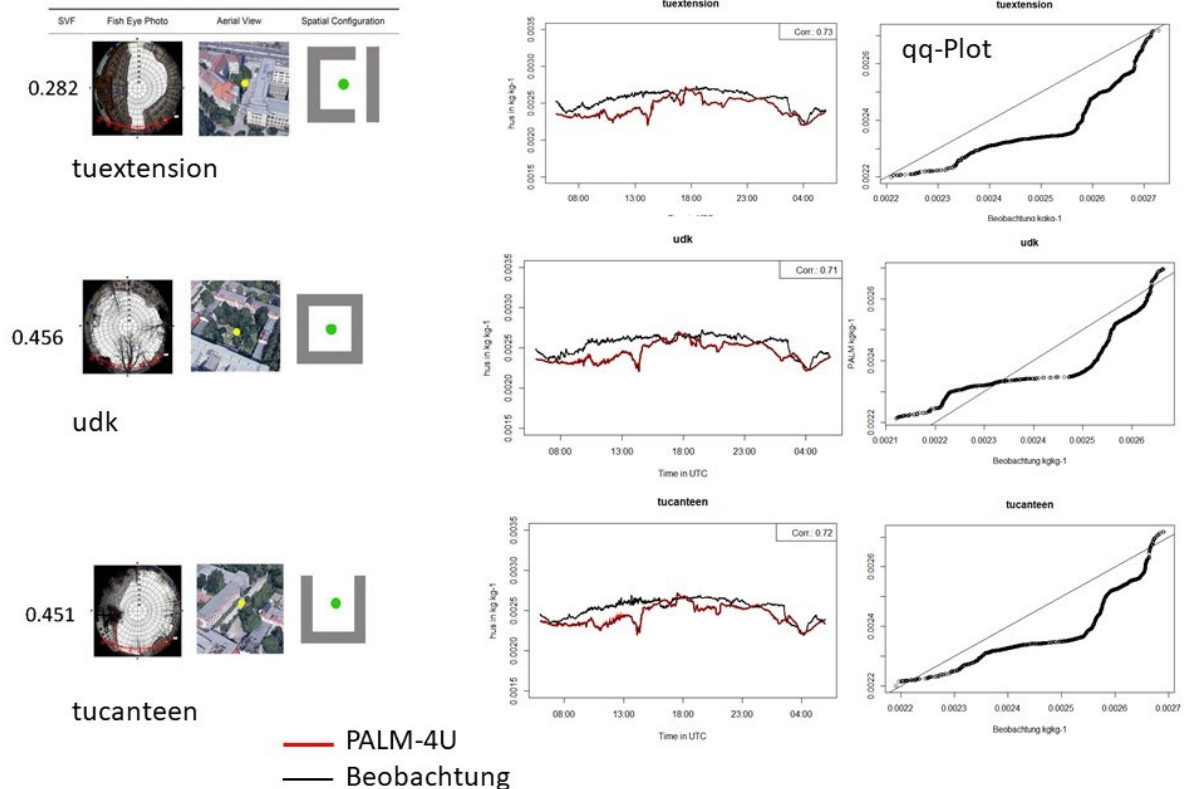 SVF Fish Eye Photo Aerial View Spatial Configuration
0.282
tuextension
tuextension
Corr.: 0.73
hus in kg kg-1
0.0015 0.0020 0.0025 0.0030 0.0035
08:00 13:00 18:00 23:00 04:00
tuextension
qq-Plot
0.0022 0.0024 0.0026
0.0022 0.0023 0.0024 0.0025 0.0026 0.0027
Beobachtung kgkg-1
0.456
udk
udk
Corr.: 0.71
hus in kg kg-1
0.0015 0.0020 0.0025 0.0030 0.0035
08:00 13:00 18:00 23:00 04:00
Time in UTC
udk
PALM kgkg-1
0.0022 0.0024 0.0026
0.0021 0.0022 0.0023 0.0024 0.0025 0.0026
Beobachtung kgkg-1
0.451
tucanteen
tucanteen
Corr.: 0.72
hus in kg kg-1
0.0015 0.0020 0.0025 0.0030 0.0035
08:00 13:00 18:00 23:00 04:00
Time in UTC
tucanteen
0.0022 0.0024 0.0026
0.0022 0.0023 0.0024 0.0025 0.0026 0.0027
Beobachtung kgkg-1
PALM-4U
Beobachtung